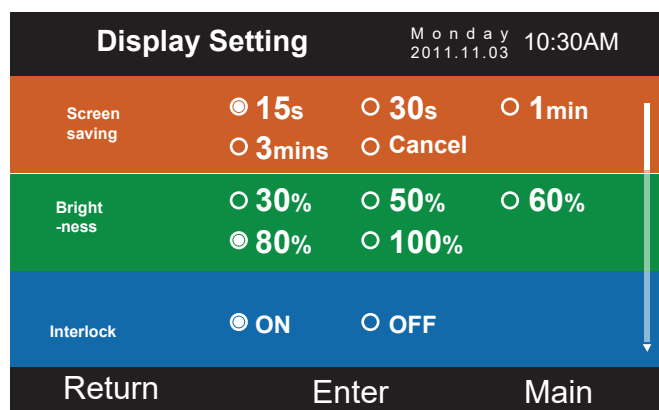 Display Setting
Monday
2011.11.03
10:30AM
Screen
saving
15s 30s 1min
3mins Cancel
Bright
-ness
30% 50% 60%
80% 100%
Interlock
ON OFF
Return Enter Main